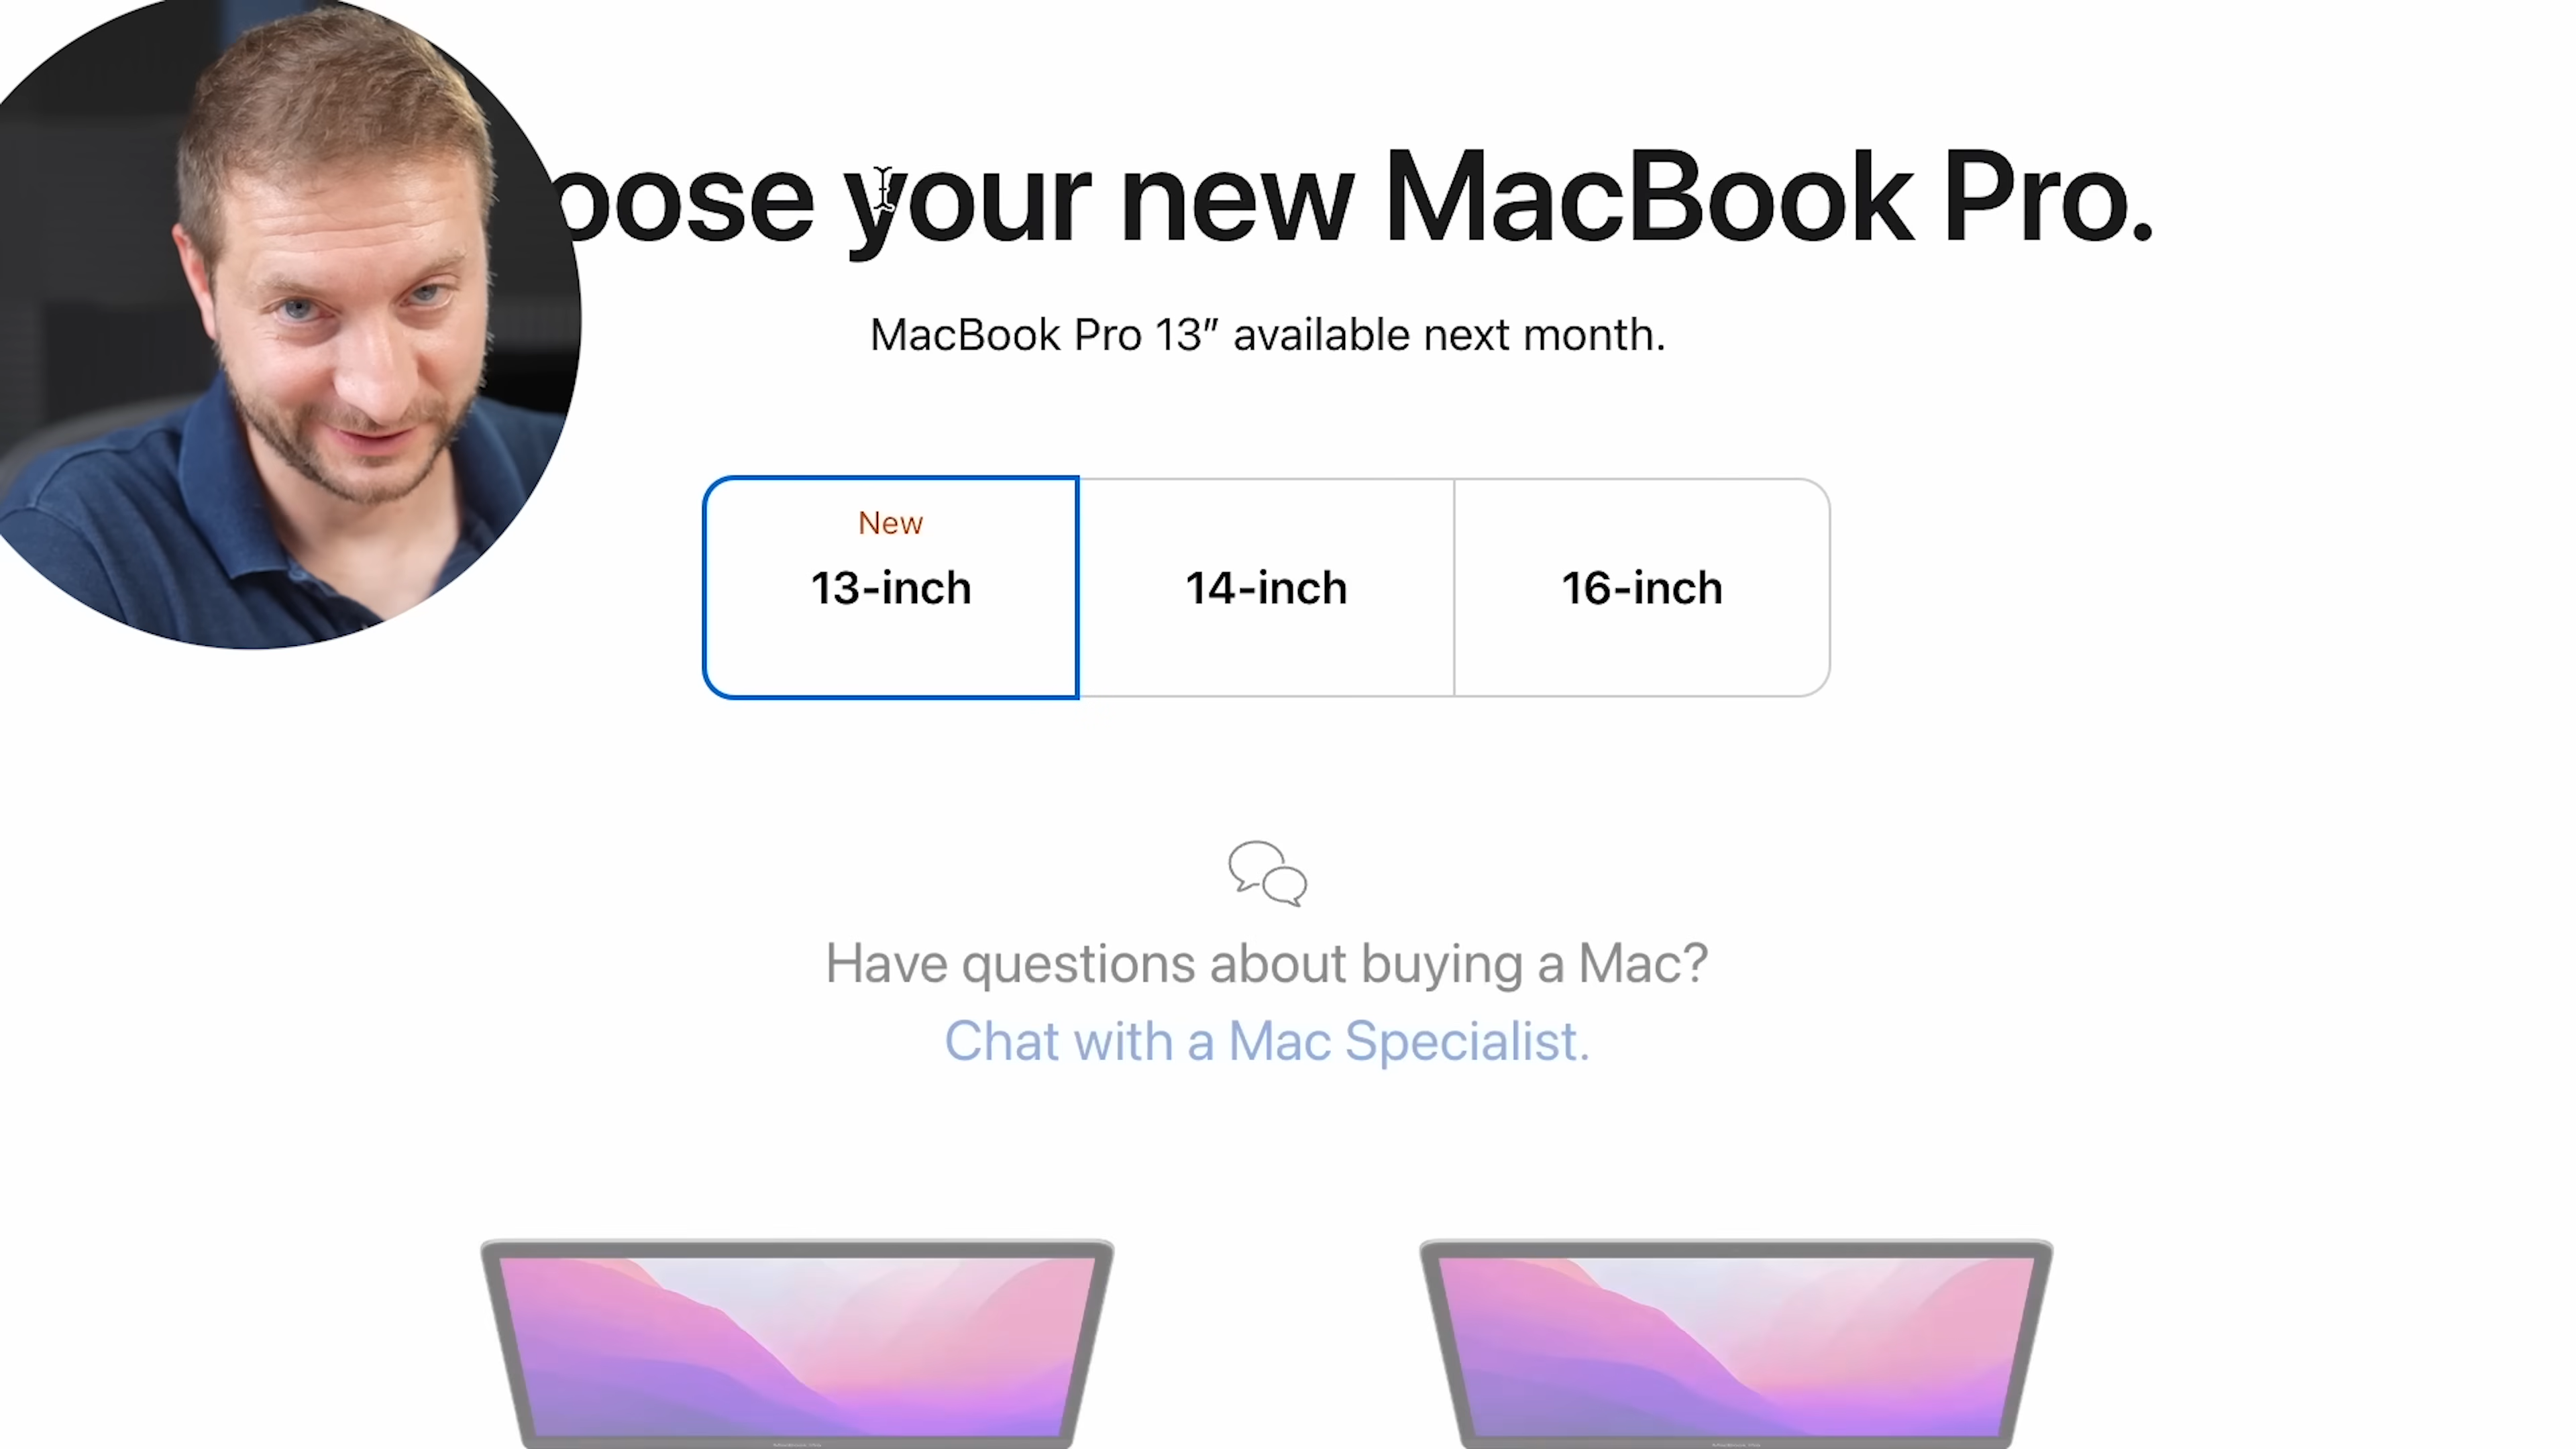 oose your new MacBook Pro.
MacBook Pro 13″ available next month.
New
13-inch
14-inch
16-inch
Have questions about buying a Mac?
Chat with a Mac Specialist.